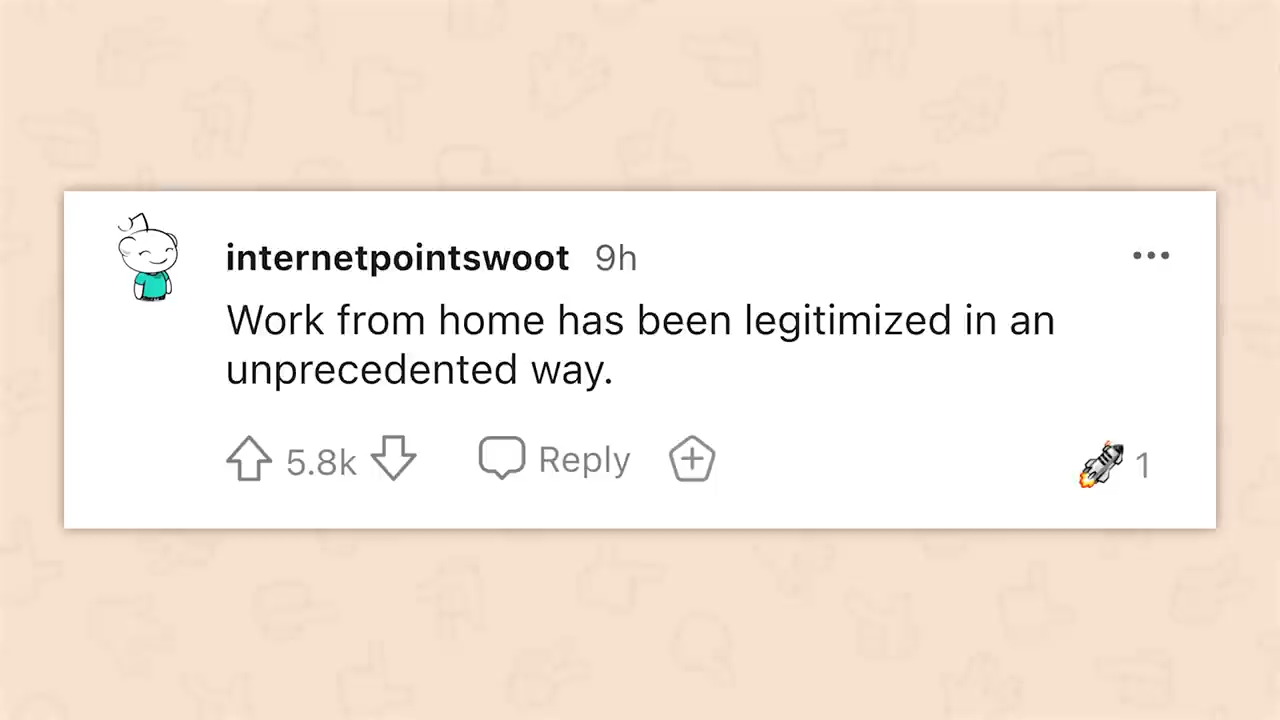 internetpointswoot 9h
Work from home has been legitimized in an
unprecedented way.
5.8k Reply 1